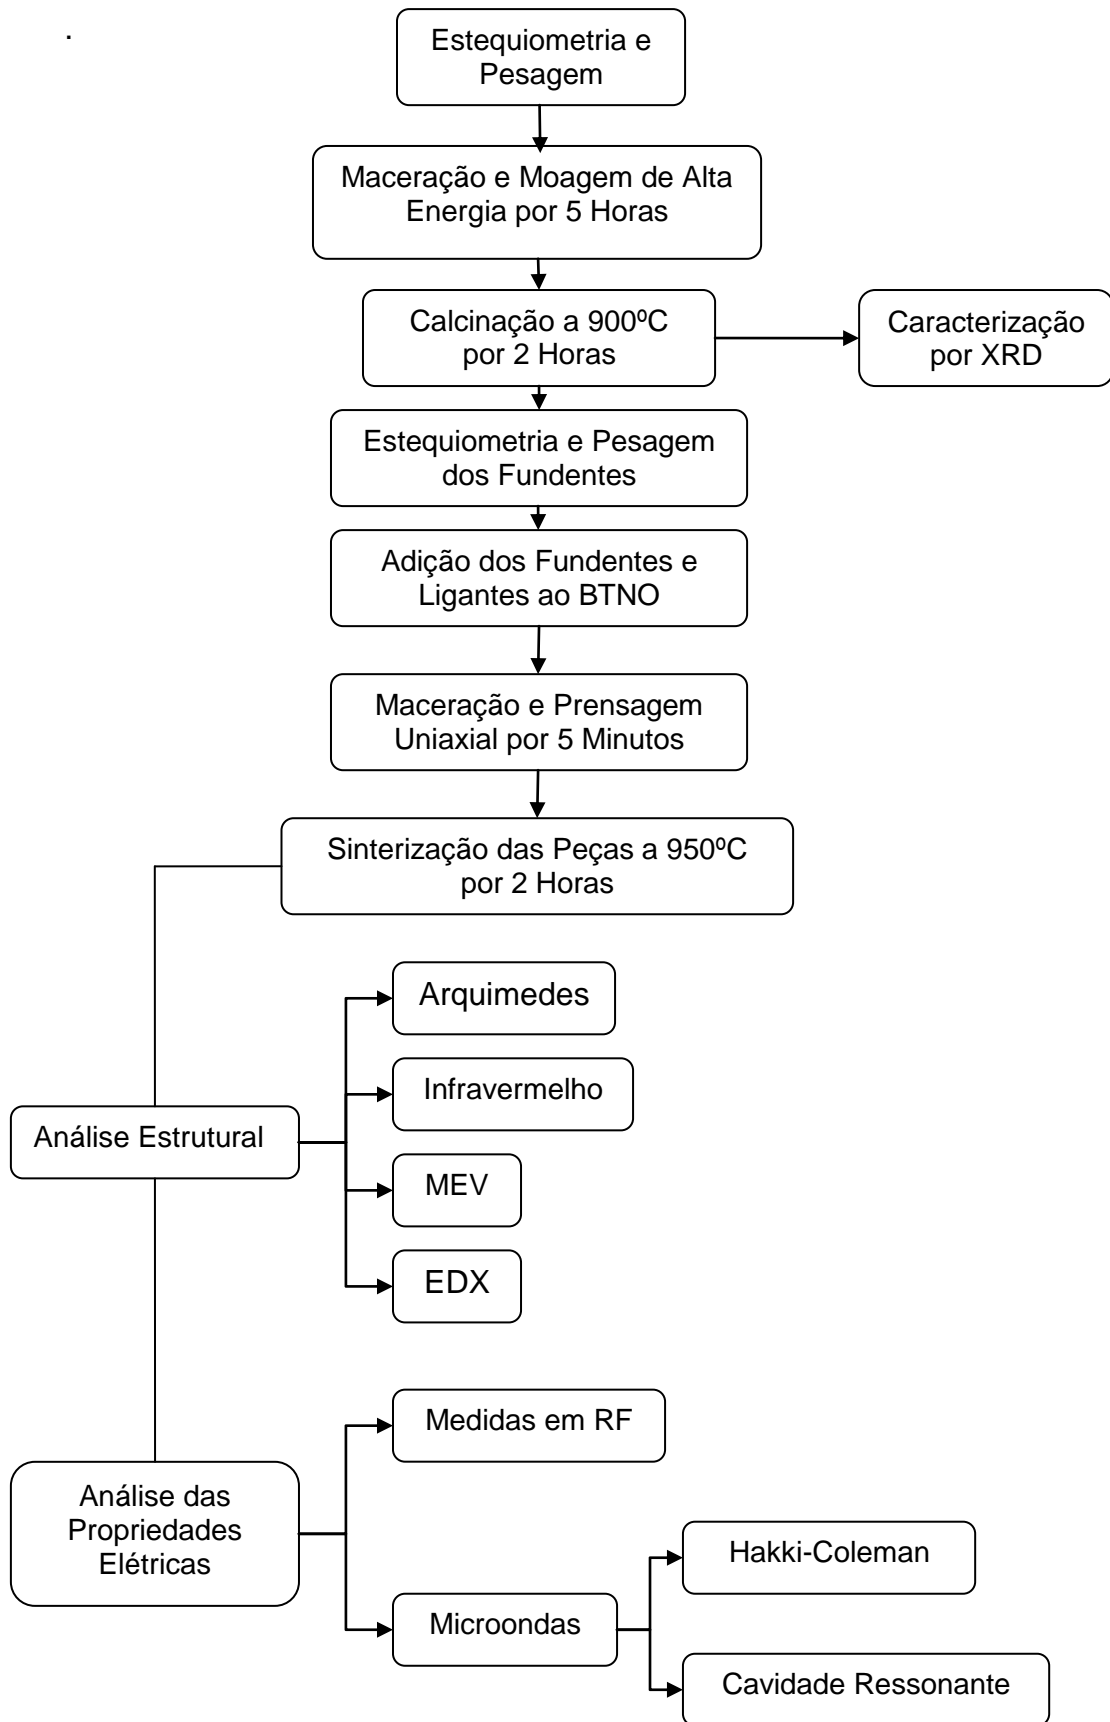 .
Estequiometria e
Pesagem
Maceração e Moagem de Alta
Energia por 5 Horas
Calcinação a 900ºC
por 2 Horas
Caracterização
por XRD
Estequiometria e Pesagem
dos Fundentes
Adição dos Fundentes e
Ligantes ao BTNO
Maceração e Prensagem
Uniaxial por 5 Minutos
Sinterização das Peças a 950ºC
por 2 Horas
Arquimedes
Infravermelho
Análise Estrutural
MEV
EDX
Medidas em RF
Análise das
Propriedades
Elétricas
Hakki-Coleman
Microondas
Cavidade Ressonante